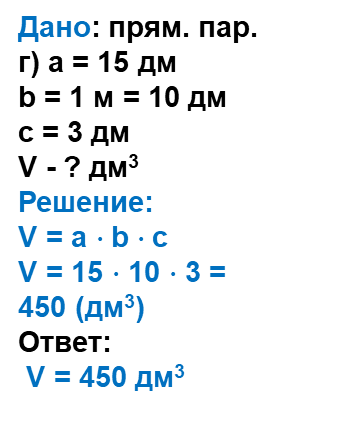 Дано: прям. пар.
г) a = 15 дм
b = 1 м = 10 дм
c = 3 дм
V - ? дм³
Решение:
V = a · b · c
V = 15 · 10 · 3 =
450 (дм³)
Ответ:
V = 450 дм³